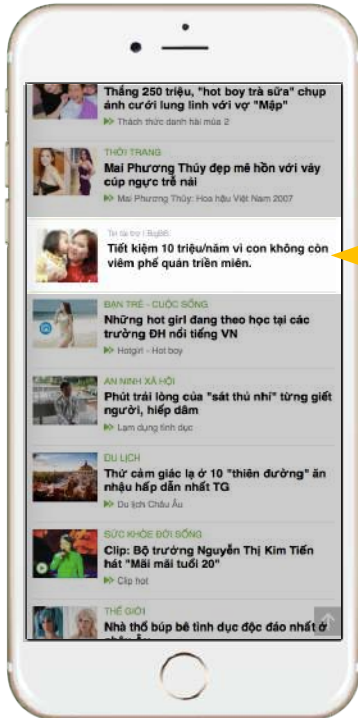 Thắng 250 triệu, "hot boy trà sữa" chụp
ảnh cưới lung linh với vợ "Mập"
Thách thức danh hài mùa 2
THỜI TRANG
Mai Phương Thúy đẹp mê hồn với váy
cúp ngực trễ nải
Mai Phương Thúy: Hoa hậu Việt Nam 2007
Tin tài trợ | BigBB
Tiết kiệm 10 triệu/năm vì con không còn
viêm phế quản triền miên.
BẠN TRẺ - CUỘC SỐNG
Những hot girl đang theo học tại các
trường ĐH nổi tiếng VN
Hotgirl - Hot boy
AN NINH XÃ HỘI
Phút trải lòng của "sát thủ nhí" từng giết
người, hiếp dâm
Lạm dụng tình dục
DU LỊCH
Thử cảm giác lạ ở 10 "thiên đường" ăn
nhậu hấp dẫn nhất TG
Du lịch Châu Âu
SỨC KHỎE ĐỜI SỐNG
Clip: Bộ trưởng Nguyễn Thị Kim Tiến
hát "Mãi mãi tuổi 20"
Clip hot
THẾ GIỚI
Nhà thổ búp bê tình dục độc đáo nhất ở
châu Âu